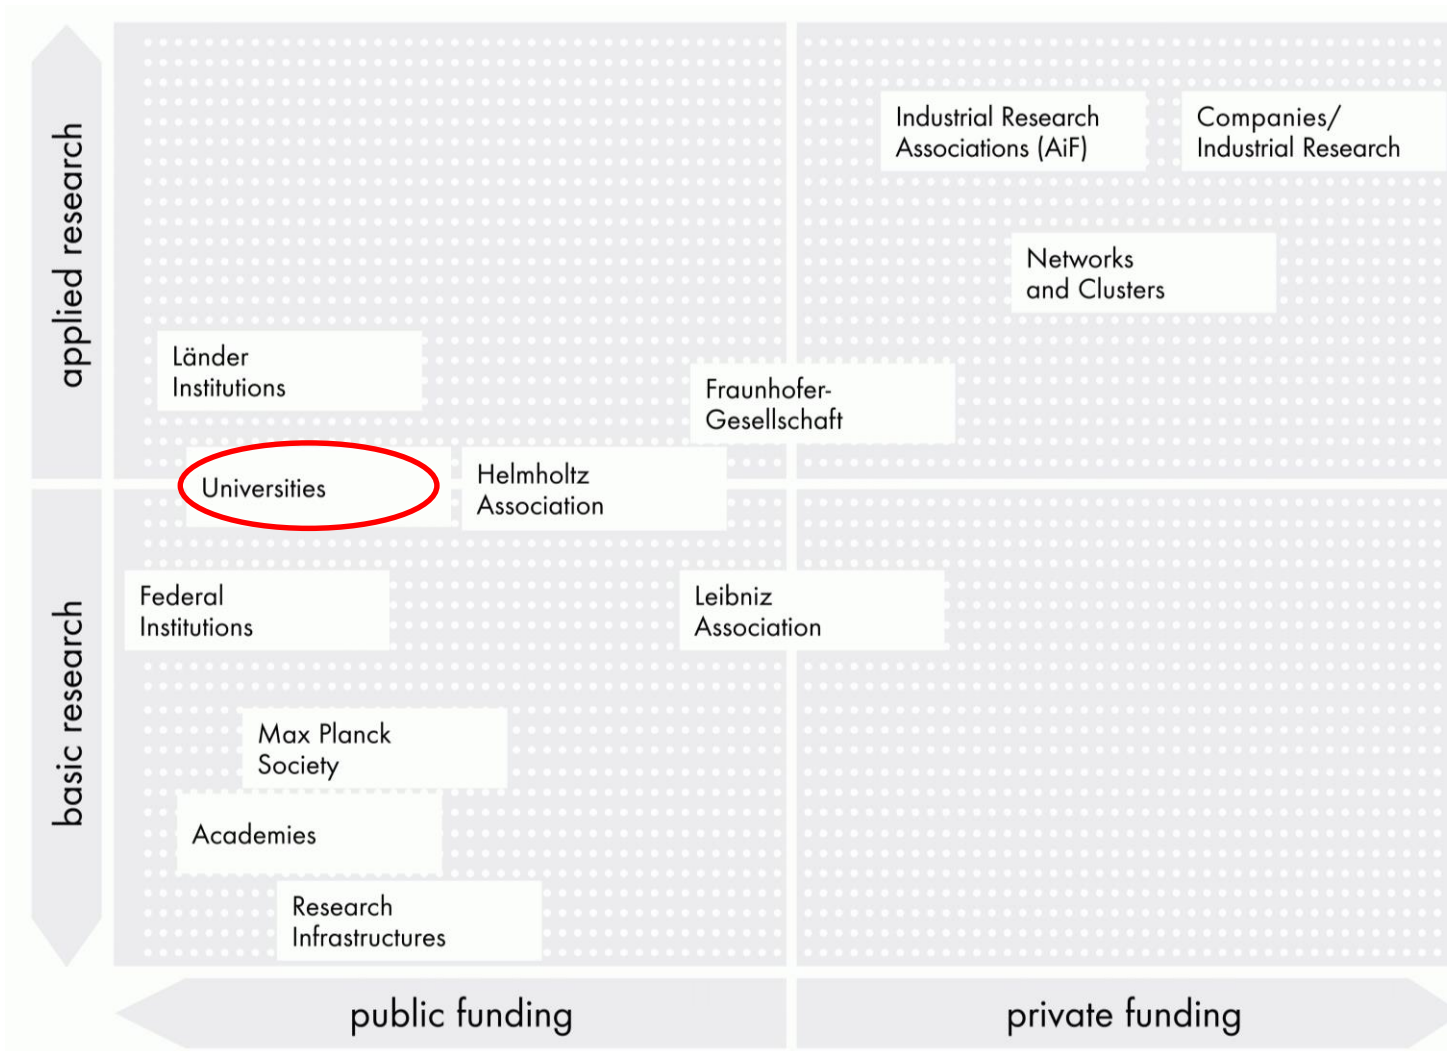 applied research
Industrial Research
Associations (AiF)
Companies/
Industrial Research
Networks
and Clusters
Länder
Institutions
Fraunhofer-
Gesellschaft
Universities
Helmholtz
Association
basic research
Federal
Institutions
Leibniz
Association
Max Planck
Society
Academies
Research
Infrastructures
public funding
private funding